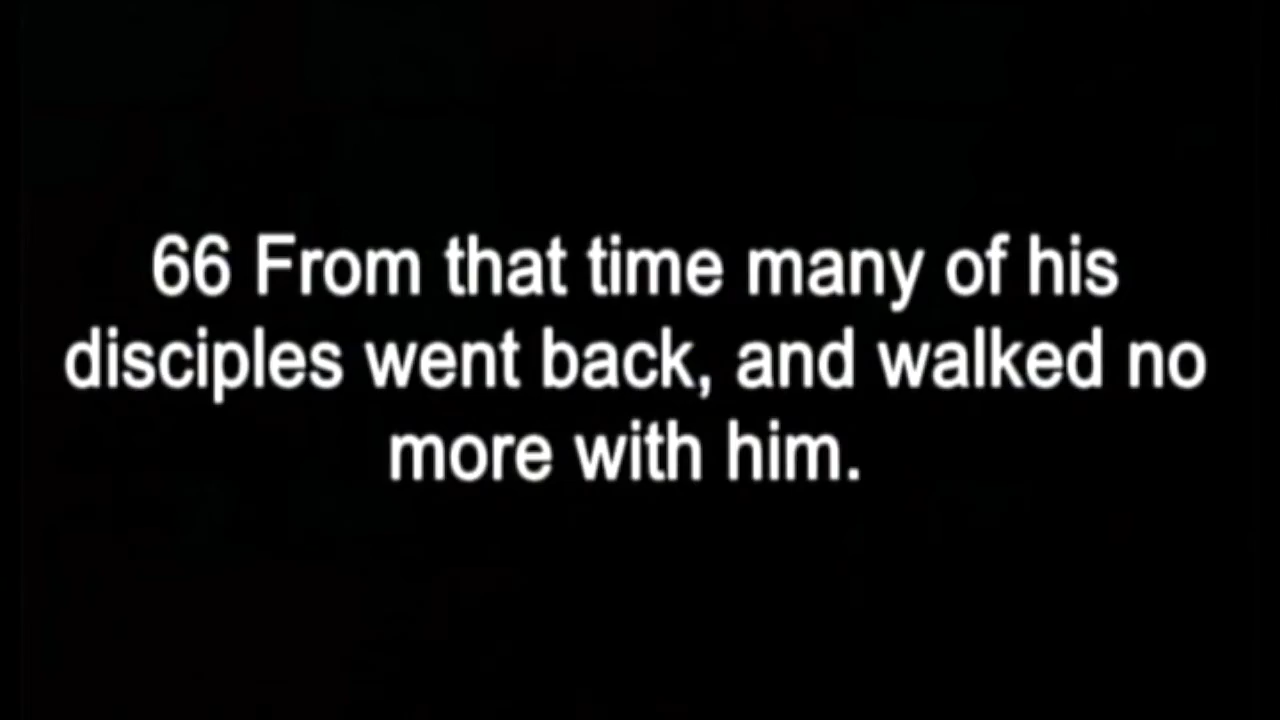 66 From that time many of his
disciples went back, and walked no
more with him.